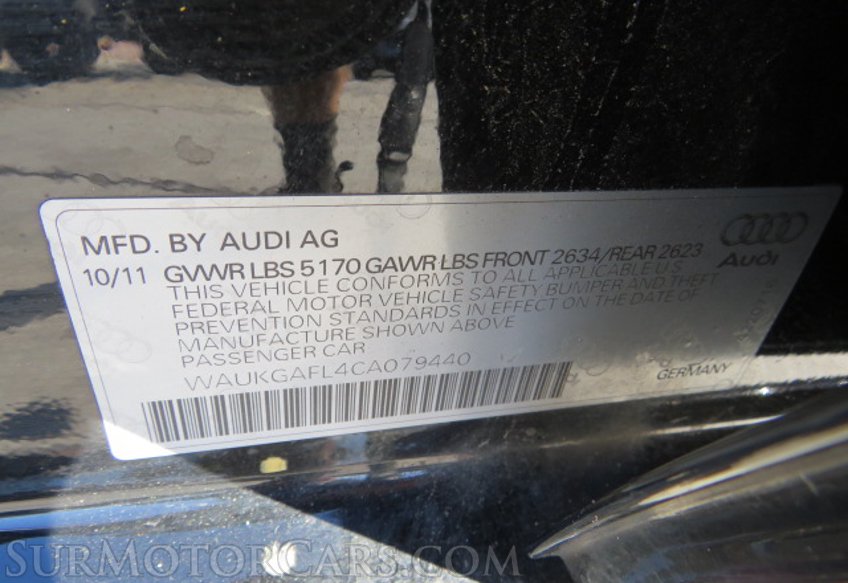 MFD. BY AUDI AG
10/11 GVWR LBS 5170 GAWR LBS FRONT 2634/REAR 2623
Audi
THIS VEHICLE CONFORMS TO ALL APPLICABLE U.S.
FEDERAL MOTOR VEHICLE SAFETY BUMPER AND THEFT
PREVENTION STANDARDS IN EFFECT ON THE DATE OF
MANUFACTURE SHOWN ABOVE
PASSENGER CAR
WAUKGAFL4CA079440
GERMANY
SURMOTORCARS.COM